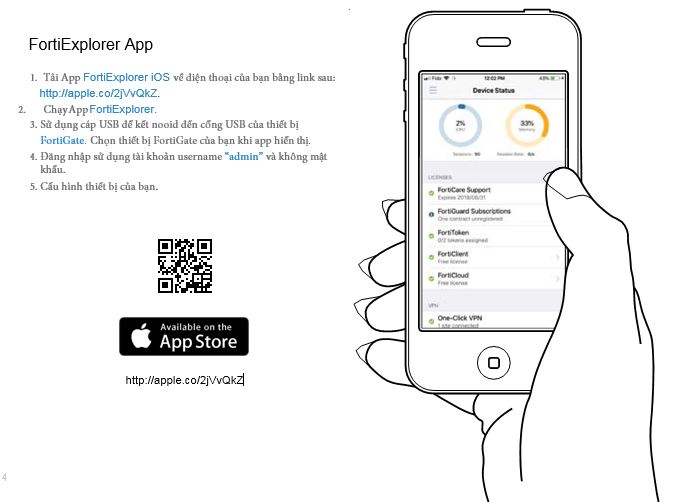 FortiExplorer App
1. Tải App FortiExplorer iOS về điện thoại của bạn bằng link sau:
http://apple.co/2jVvQkZ.
2. ChạyApp FortiExplorer.
3. Sử dụng cáp USB để kết nooid đến cổng USB của thiết bị
FortiGate. Chọn thiết bị FortiGate của bạn khi app hiển thị.
4. Đăng nhập sử dụng tài khoản username “admin” và không mật
khẩu.
5. Cấu hình thiết bị của bạn.
Available on the
App Store
http://apple.co/2jVvQkZ
4
Fido 12:02 PM 43%
Device Status
2%
CPU
33%
Memory
Sessions: 90
LICENSES
FortiCare Support
Expires 2018/08/31
FortiGuard Subscriptions
One contract unregistered
FortiToken
0/2 tokens assigned
FortiClient
Free license
FortiCloud
Free license
VPN
One-Click VPN
1 site connected